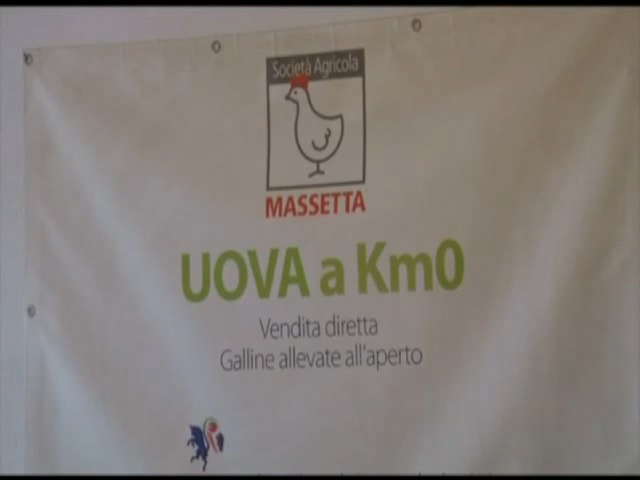 Società Agricola
MASSETTA
UOVA a Km0
Vendita diretta
Galline allevate all'aperto